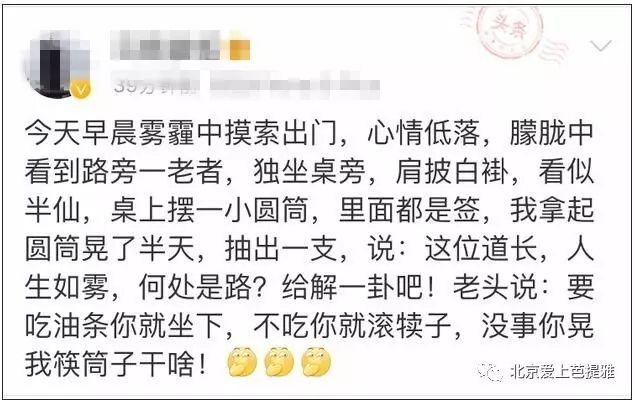 头条
39分钟前
今天早晨雾霾中摸索出门，心情低落，朦胧中
看到路旁一老者，独坐桌旁，肩披白褂，看似
半仙，桌上摆一小圆筒，里面都是签，我拿起
圆筒晃了半天，抽出一支，说：这位道长，人
生如雾，何处是路？给解一卦吧！老头说：要
吃油条你就坐下，不吃你就滚犊子，没事你晃
我筷筒子干啥！
北京爱上芭提雅